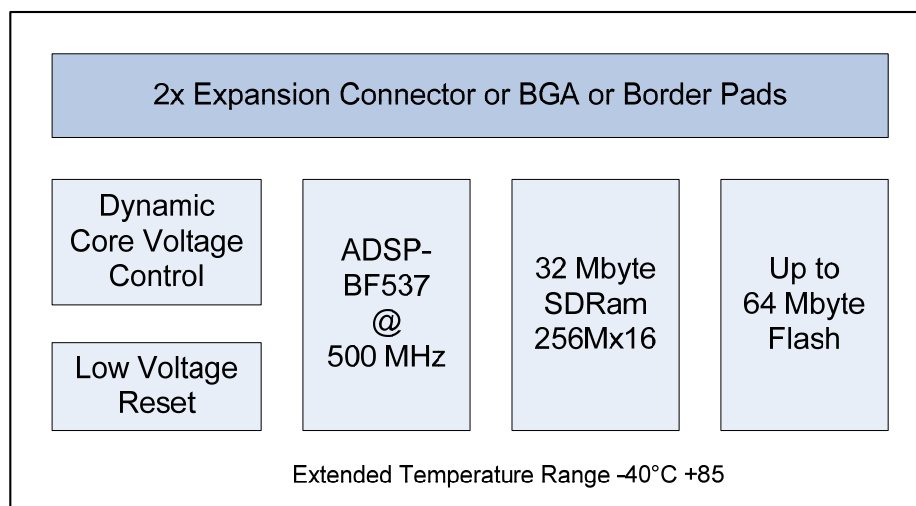 2x Expansion Connector or BGA or Border Pads
Dynamic
Core Voltage
Control
Low Voltage
Reset
ADSP-
BF537
@
500 MHz
32 Mbyte
SDRam
256Mx16
Up to
64 Mbyte
Flash
Extended Temperature Range –40°C +85